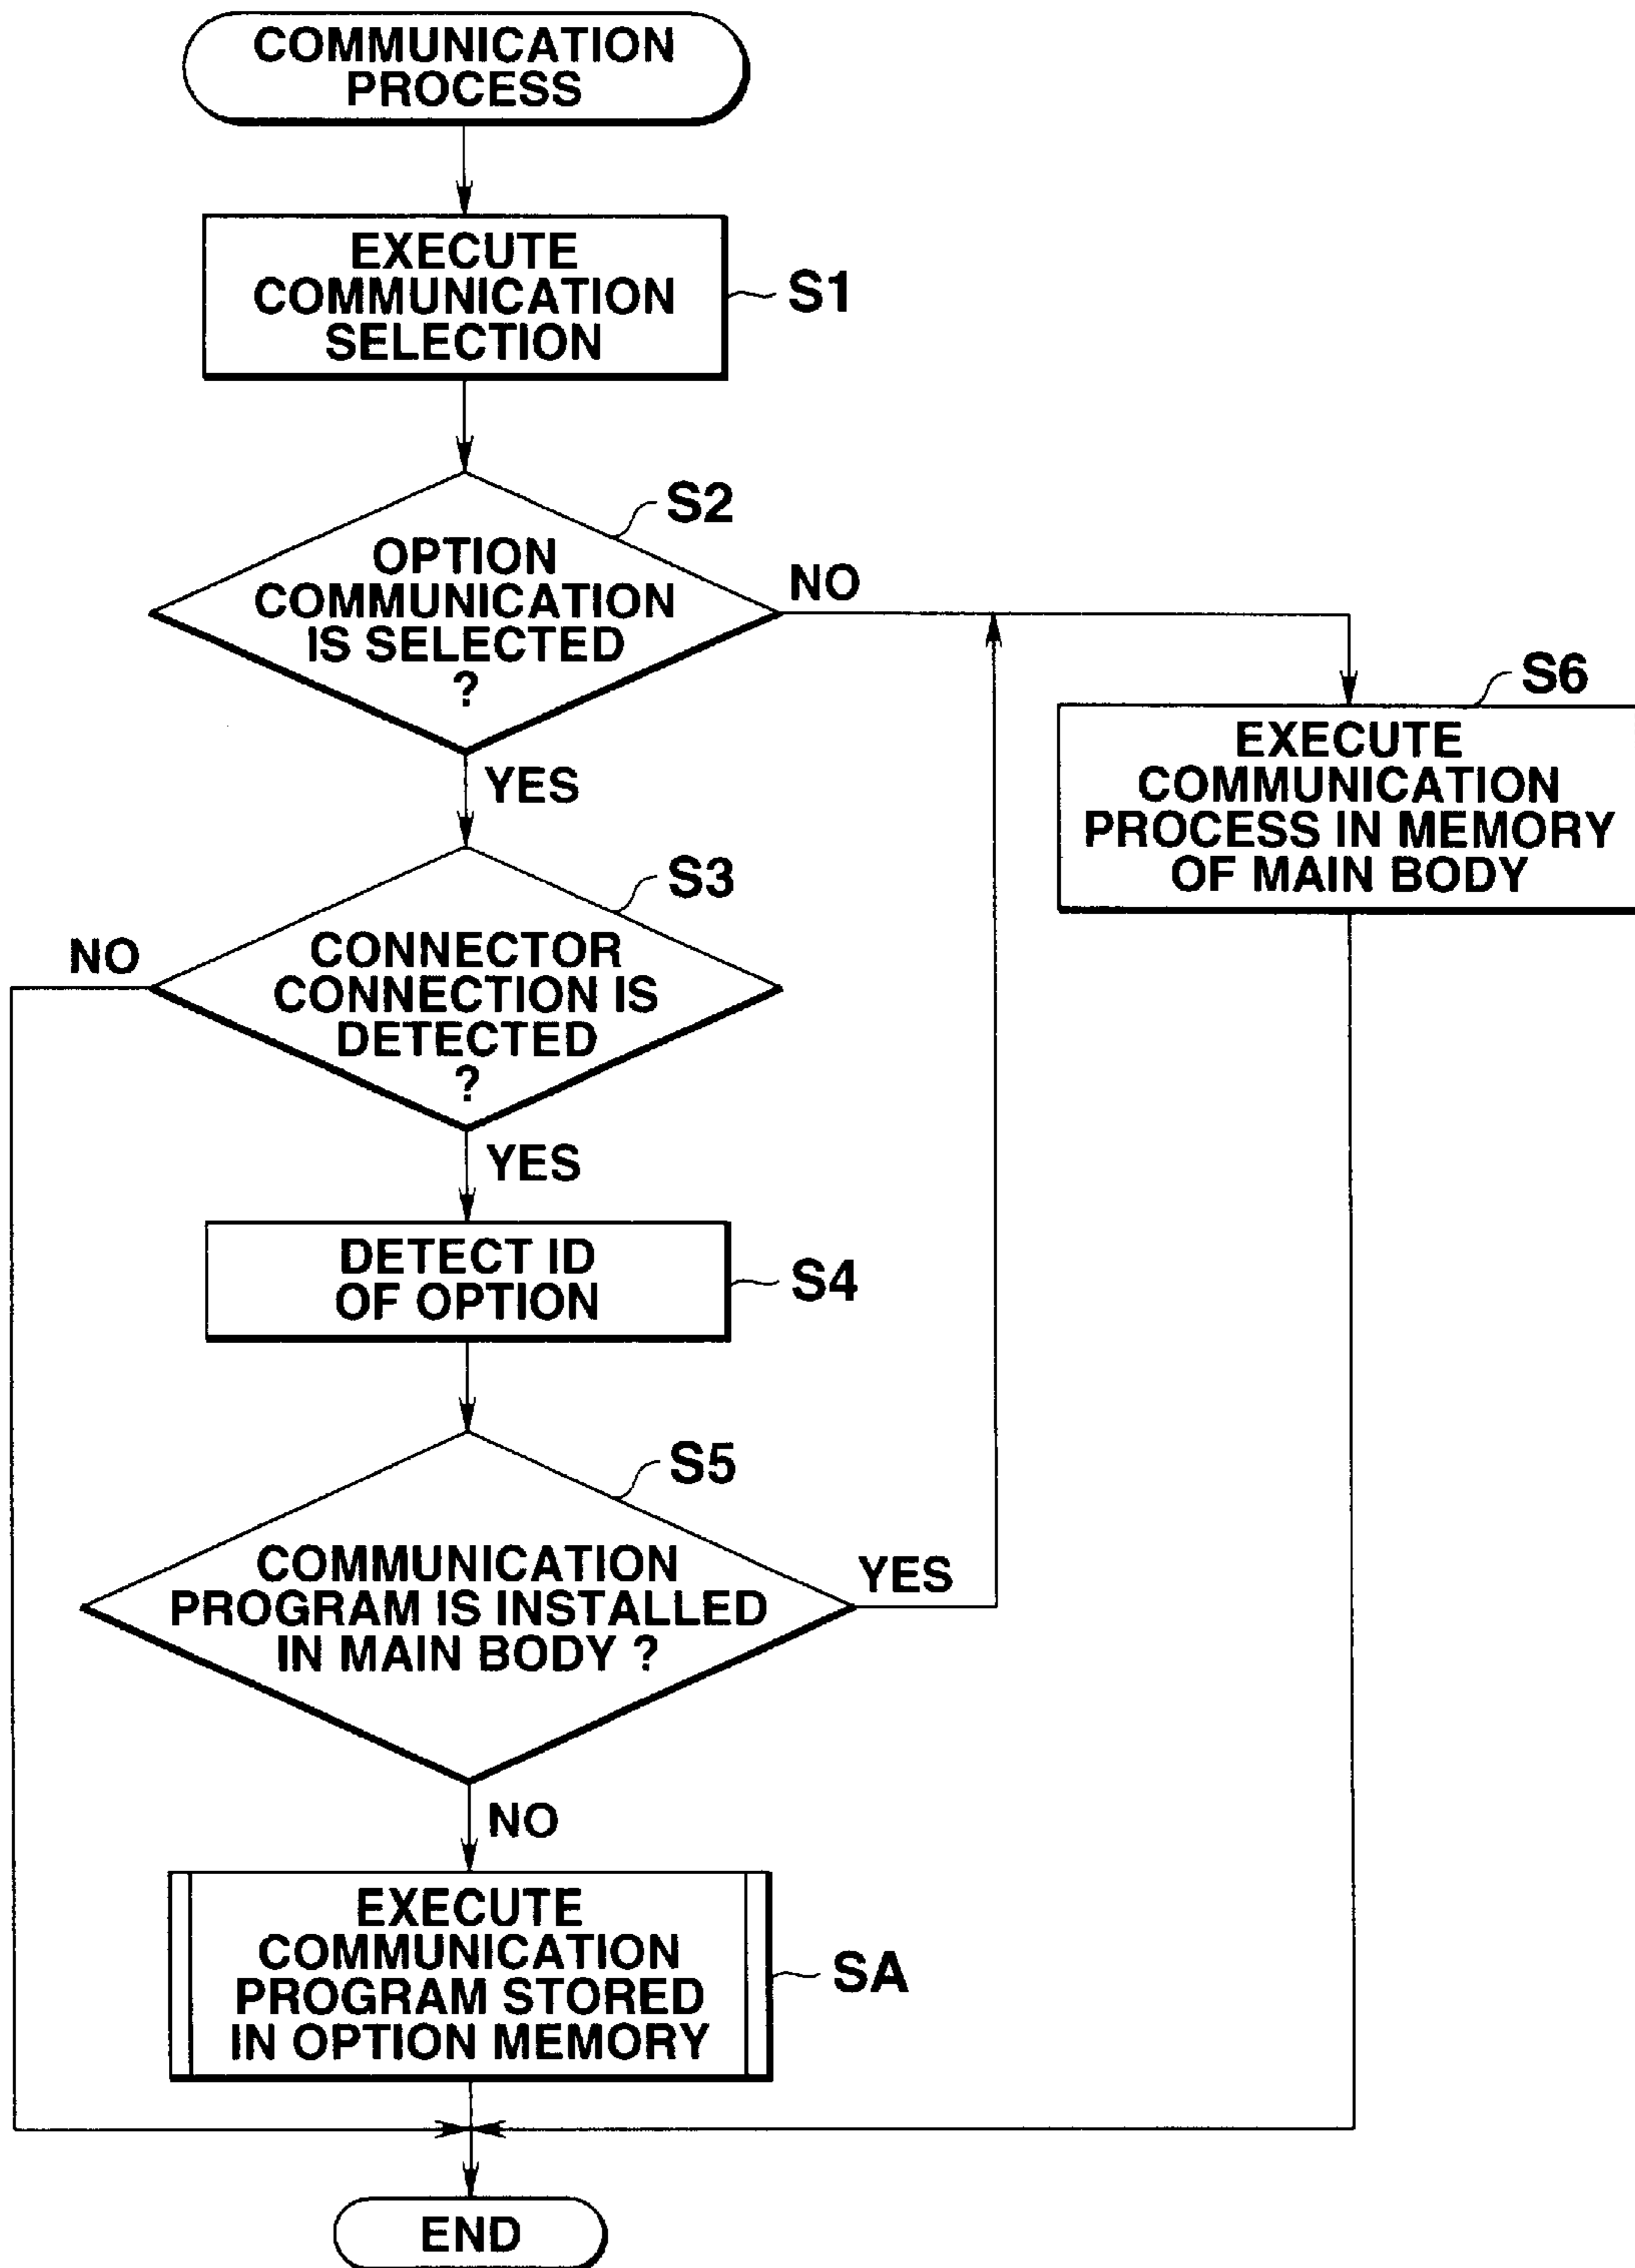 COMMUNICATION
PROCESS
EXECUTE
COMMUNICATION
SELECTION
S1
S2
OPTION
COMMUNICATION
IS SELECTED
?
NO
YES
S6
EXECUTE
COMMUNICATION
PROCESS IN MEMORY
OF MAIN BODY
S3
NO
CONNECTOR
CONNECTION IS
DETECTED
?
YES
DETECT ID
OF OPTION
S4
S5
COMMUNICATION
PROGRAM IS INSTALLED
IN MAIN BODY ?
YES
NO
EXECUTE
COMMUNICATION
PROGRAM STORED
IN OPTION MEMORY
SA
END